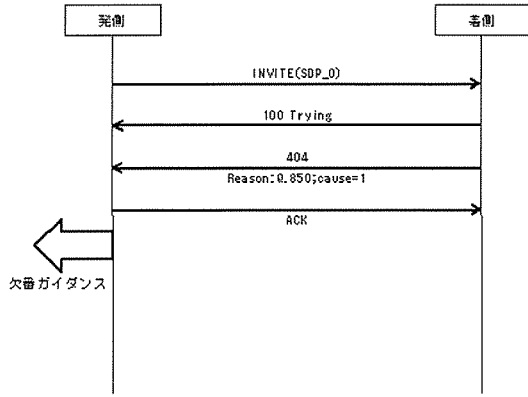 発側
着側
INVITE(SDP_O)
100 Trying
404
Reason:Q.850;cause=1
ACK
欠番ガイダンス